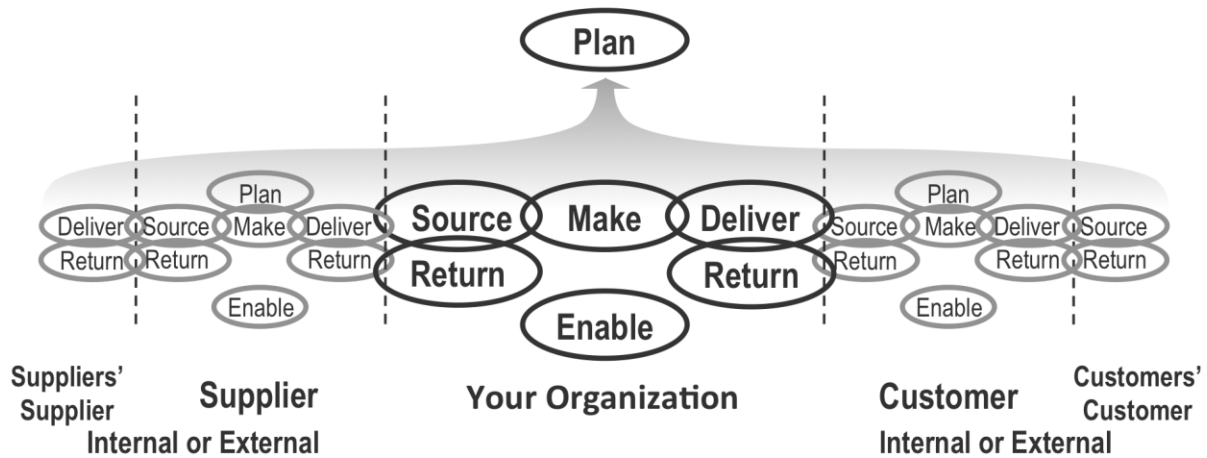 Plan
Plan
Plan
Deliver Source Make Deliver Source Make Deliver Source Make Deliver Source
Return Return Return Return Return Return Return Return
Enable Enable Enable
Suppliers’
Supplier
Supplier
Internal or External
Your Organization
Customer
Internal or External
Customers’
Customer